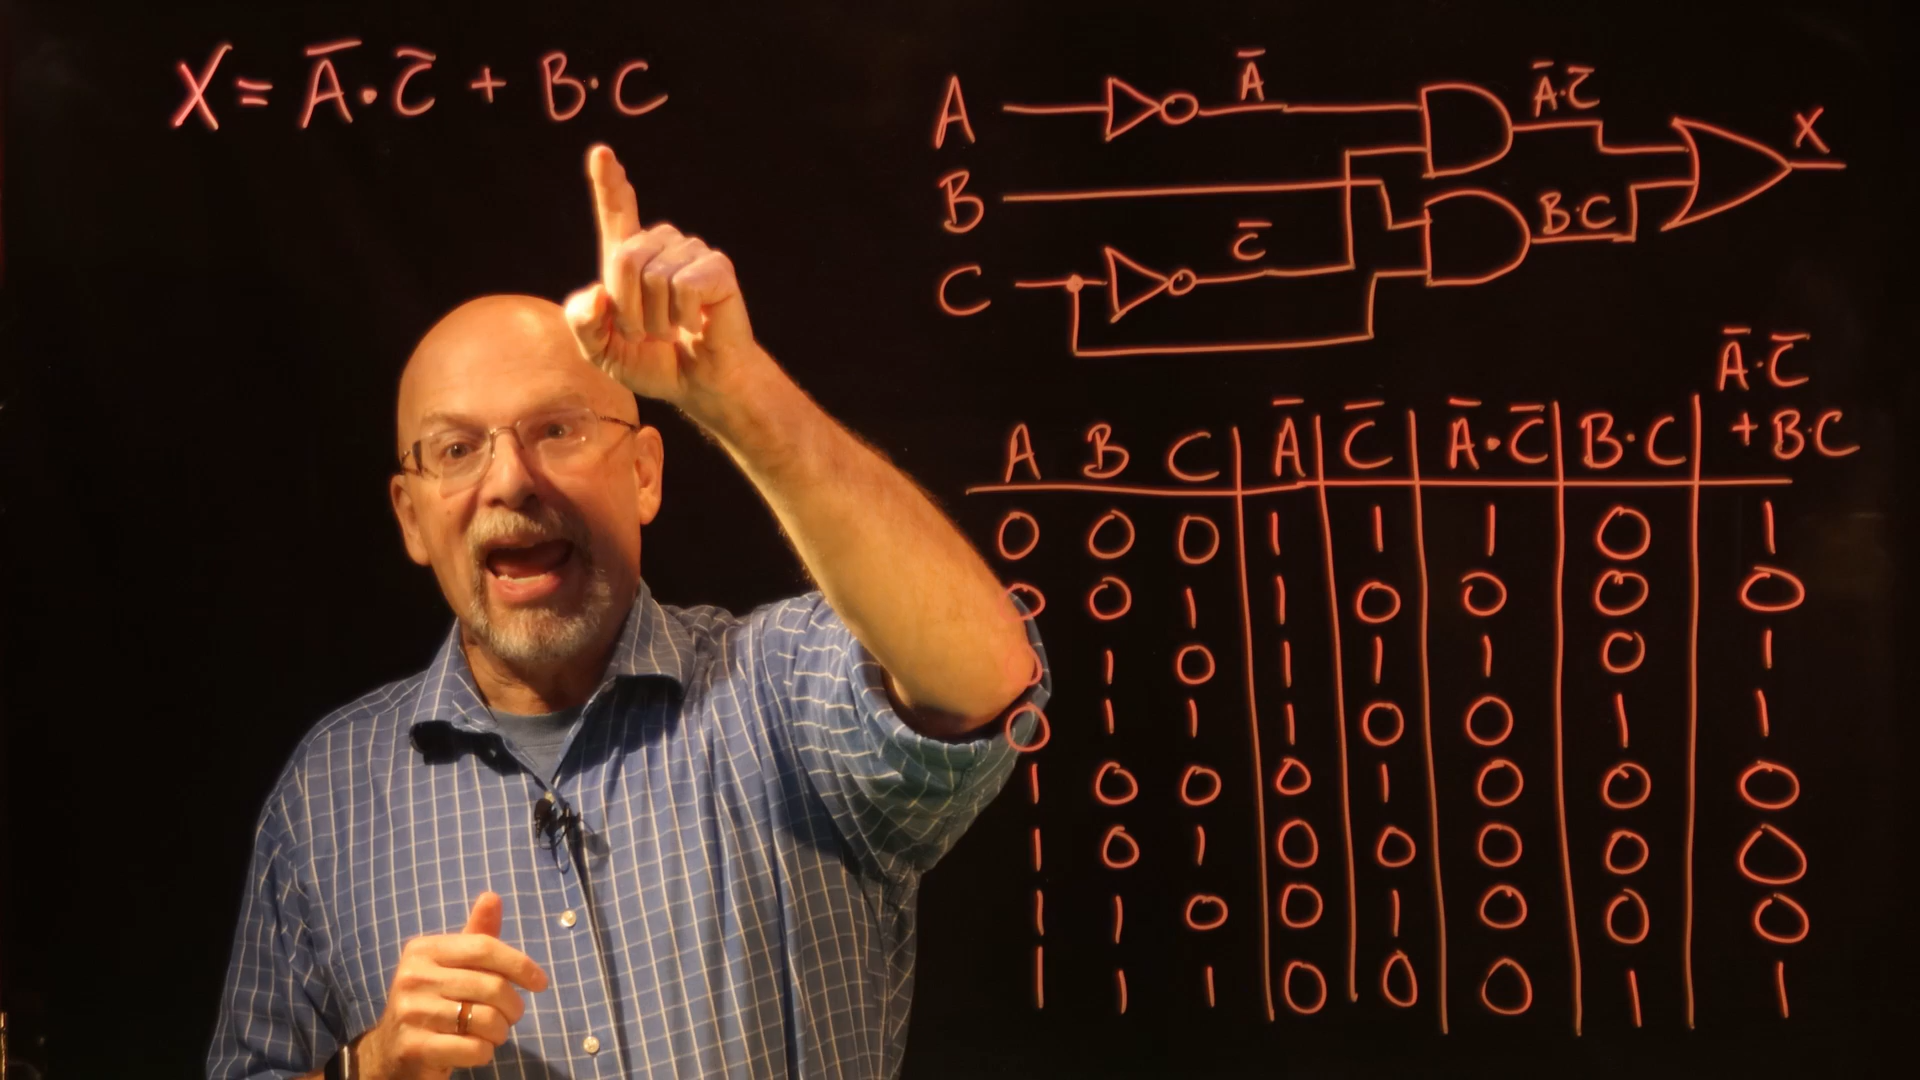 X = A̅·C̅ + B·C
A̅ A̅·C̅
A X
B B·C
C̅
C
A̅·C̅
A B C A̅ C̅ A̅·C̅ B·C + B·C
0 0 0 1 1 1 0 1
0 0 1 1 0 0 0 0
0 1 0 1 1 1 0 1
0 1 1 1 0 0 1 1
1 0 0 0 1 0 0 0
1 0 1 0 0 0 0 0
1 1 0 0 1 0 0 0
1 1 1 0 0 0 1 1